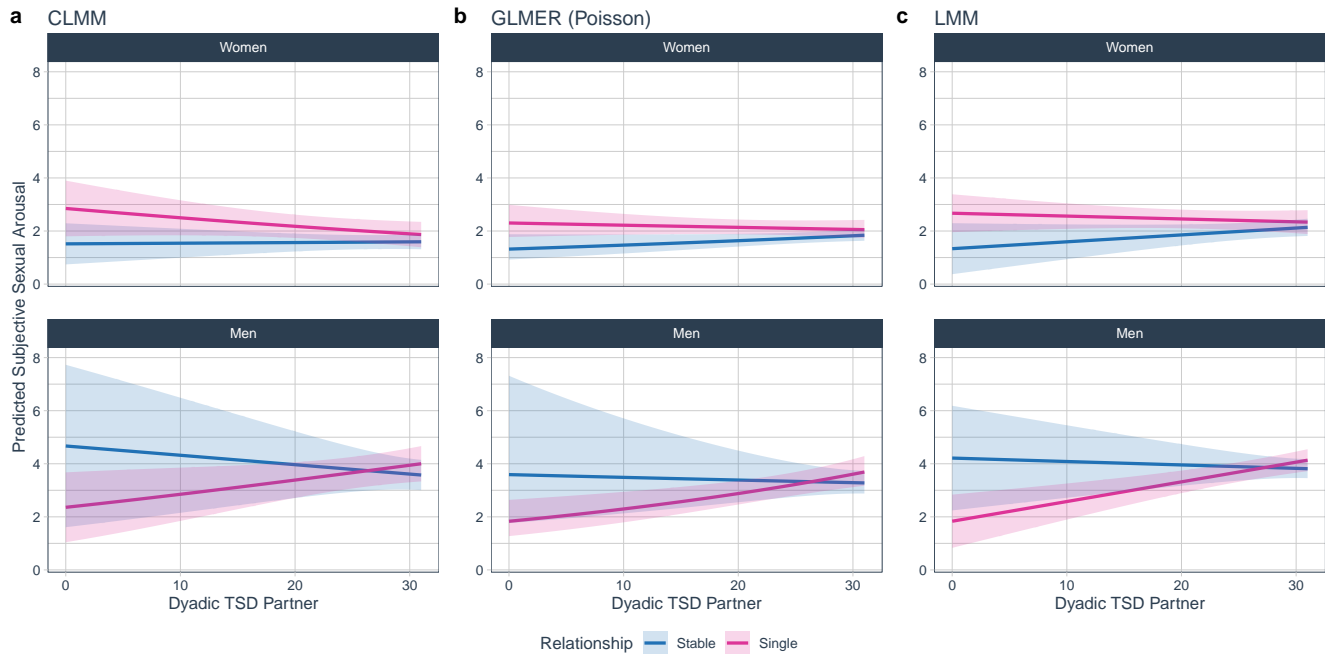 a CLMM
b GLMER (Poisson)
c LMM
Women
Women
Women
8
6
4
2
0
8
6
4
2
0
8
6
4
2
0
Predicted Subjective Sexual Arousal
Men
Men
Men
8
6
4
2
0
8
6
4
2
0
8
6
4
2
0
0 10 20 30
0 10 20 30
0 10 20 30
Dyadic TSD Partner
Dyadic TSD Partner
Dyadic TSD Partner
Relationship Stable Single